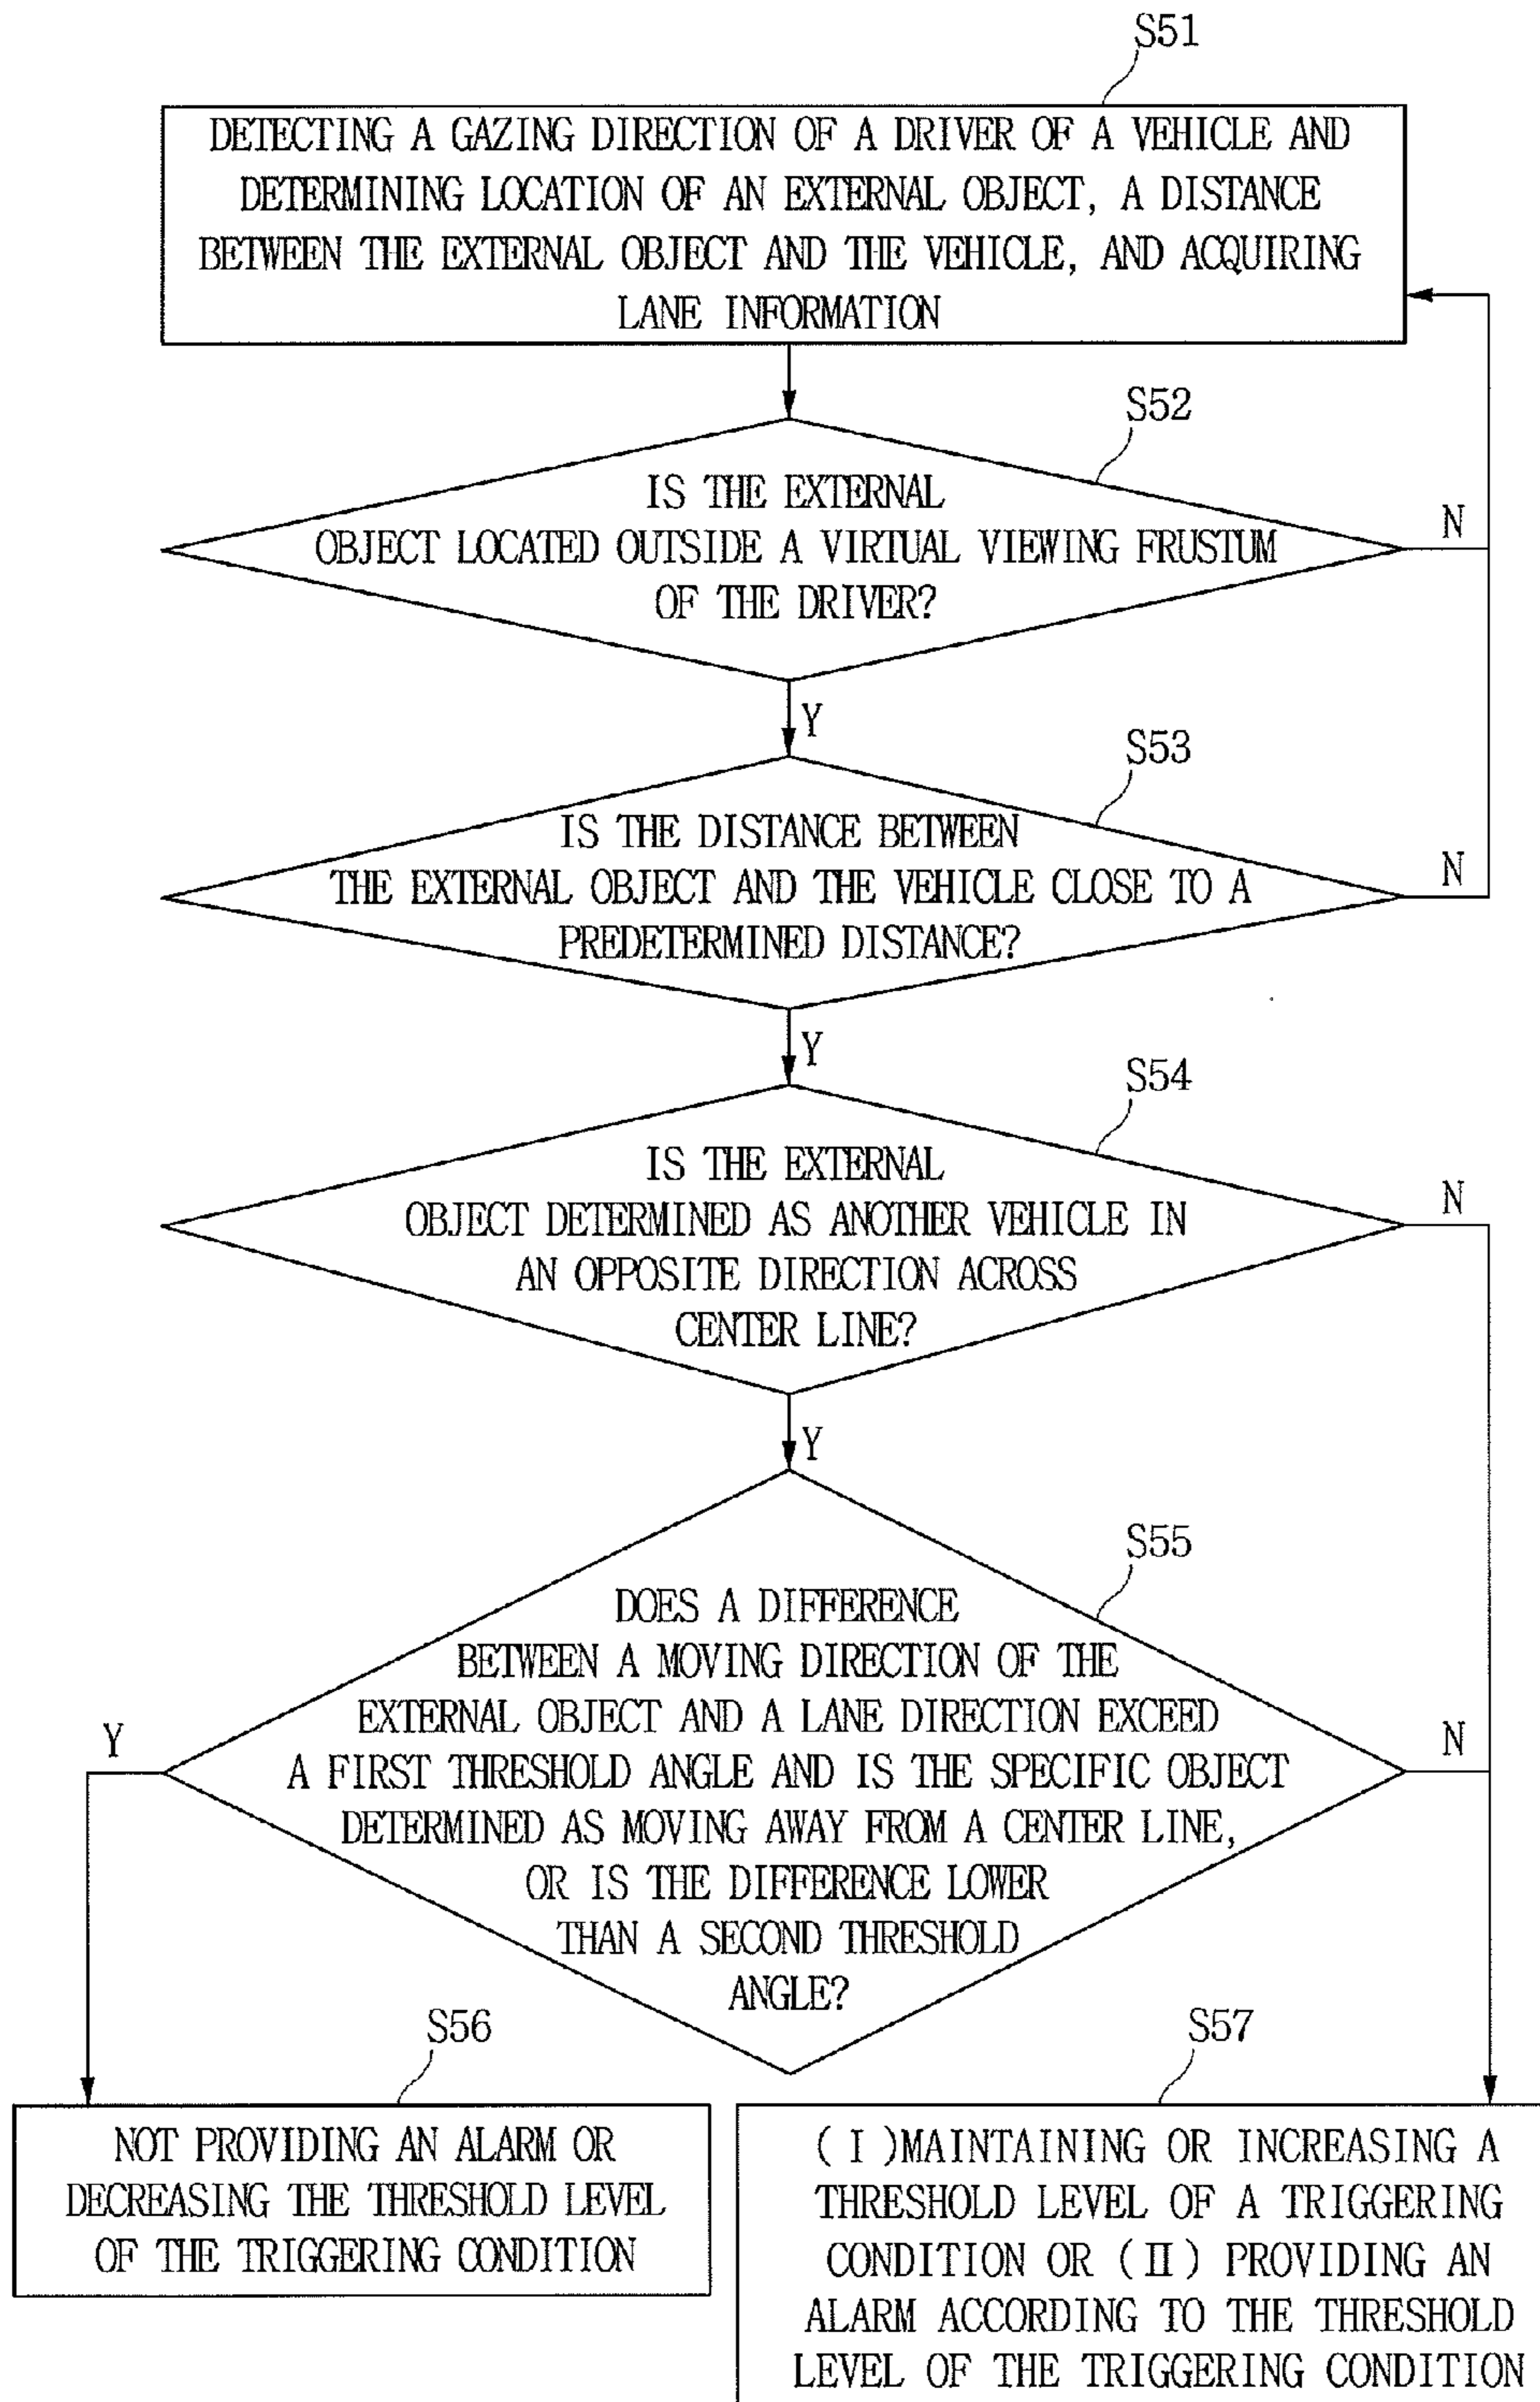 S51
DETECTING A GAZING DIRECTION OF A DRIVER OF A VEHICLE AND
DETERMINING LOCATION OF AN EXTERNAL OBJECT, A DISTANCE
BETWEEN THE EXTERNAL OBJECT AND THE VEHICLE, AND ACQUIRING
LANE INFORMATION
S52
IS THE EXTERNAL
OBJECT LOCATED OUTSIDE A VIRTUAL VIEWING FRUSTUM
OF THE DRIVER?
N
Y
S53
IS THE DISTANCE BETWEEN
THE EXTERNAL OBJECT AND THE VEHICLE CLOSE TO A
PREDETERMINED DISTANCE?
N
Y
S54
IS THE EXTERNAL
OBJECT DETERMINED AS ANOTHER VEHICLE IN
AN OPPOSITE DIRECTION ACROSS
CENTER LINE?
N
Y
S55
DOES A DIFFERENCE
BETWEEN A MOVING DIRECTION OF THE
EXTERNAL OBJECT AND A LANE DIRECTION EXCEED
A FIRST THRESHOLD ANGLE AND IS THE SPECIFIC OBJECT
DETERMINED AS MOVING AWAY FROM A CENTER LINE,
OR IS THE DIFFERENCE LOWER
THAN A SECOND THRESHOLD
ANGLE?
Y
N
S56
NOT PROVIDING AN ALARM OR
DECREASING THE THRESHOLD LEVEL
OF THE TRIGGERING CONDITION
S57
(I)MAINTAINING OR INCREASING A
THRESHOLD LEVEL OF A TRIGGERING
CONDITION OR (II) PROVIDING AN
ALARM ACCORDING TO THE THRESHOLD
LEVEL OF THE TRIGGERING CONDITION